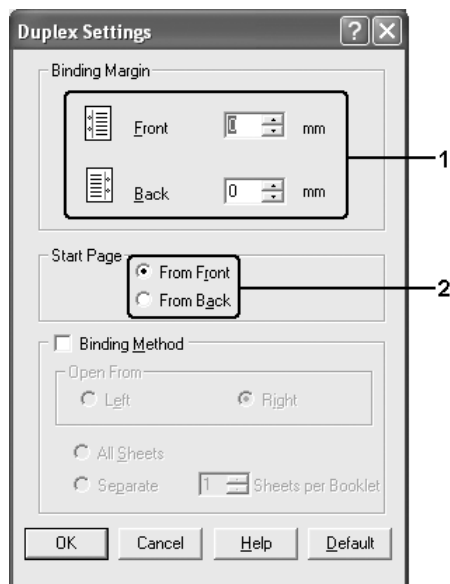 Duplex Settings
Binding Margin
Front 0 mm
1
Back 0 mm
Start Page
From Front
2
From Back
Binding Method
Open From
Left Right
All Sheets
Separate 1 Sheets per Booklet
OK Cancel Help Default